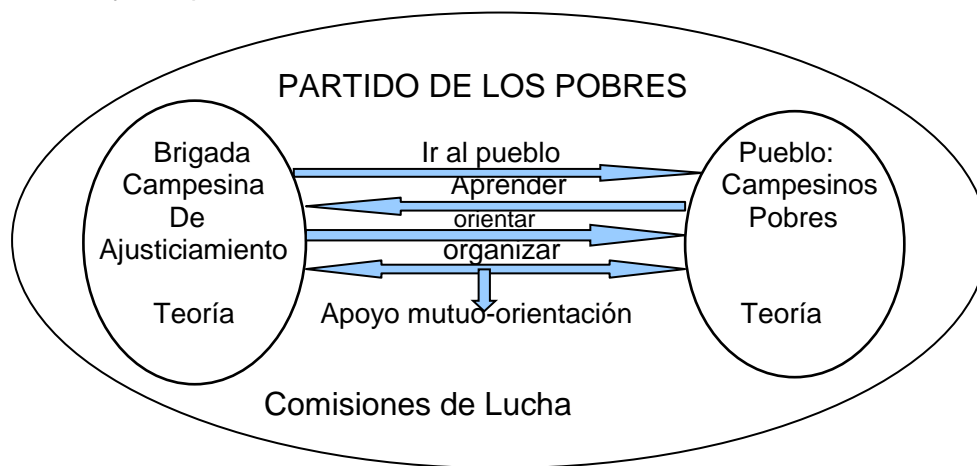 PARTIDO DE LOS POBRES
Brigada
Campesina
De
Ajusticiamiento
Teoría
Ir al pueblo
Aprender
orientar
organizar
Apoyo mutuo-orientación
Pueblo:
Campesinos
Pobres
Teoría
Comisiones de Lucha